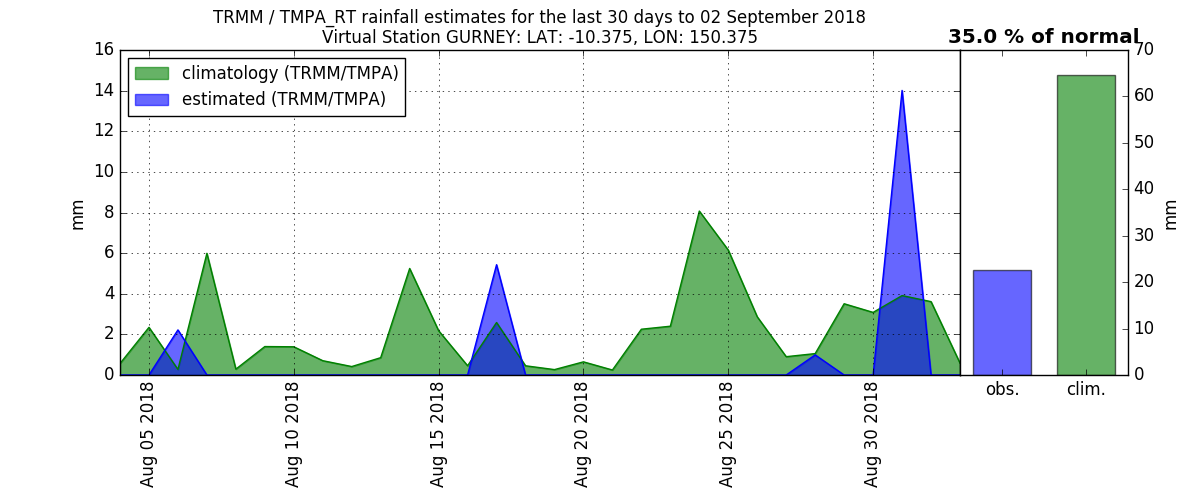 TRMM / TMPA_RT rainfall estimates for the last 30 days to 02 September 2018
Virtual Station GURNEY: LAT: -10.375, LON: 150.375
35.0 % of normal
climatology (TRMM/TMPA)
estimated (TRMM/TMPA)
mm
16
14
12
10
8
6
4
2
0
Aug 05 2018
Aug 10 2018
Aug 15 2018
Aug 20 2018
Aug 25 2018
Aug 30 2018
obs.
clim.
70
60
50
40
30
20
10
0
mm